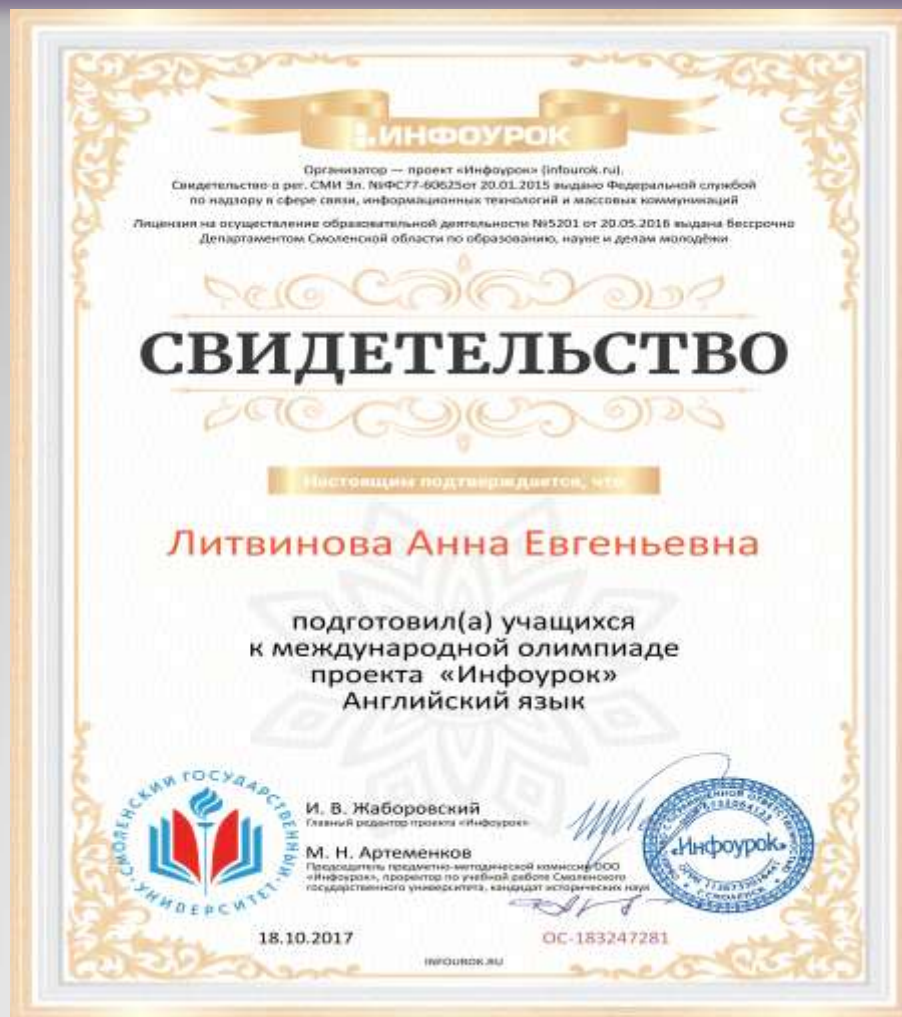 ИНФОУРОК
Организатор — проект «Инфоурок» (infourok.ru).
Свидетельство о рег. СМИ Эл. №ФС77-60625от 20.01.2015 выдано Федеральной службой
по надзору в сфере связи, информационных технологий и массовых коммуникаций
Лицензия на осуществление образовательной деятельности №5201 от 20.05.2016 выдана бессрочно
Департаментом Смоленской области по образованию, науке и делам молодёжи
СВИДЕТЕЛЬСТВО
Настоящим подтверждается, что
Литвинова Анна Евгеньевна
подготовил(а) учащихся
к международной олимпиаде
проекта «Инфоурок»
Английский язык
СМОЛЕНСКИЙ ГОСУДАРСТВЕННЫЙ УНИВЕРСИТЕТ
И. В. Жаборовский
Главный редактор проекта «Инфоурок»
М. Н. Артеменков
Председатель предметно-методической комиссии ООО
«Инфоурок», проректор по учебной работе Смоленского
государственного университета, кандидат исторических наук
«Инфоурок»
г. СМОЛЕНСК
18.10.2017
ОС-183247281
INFOUROK.RU